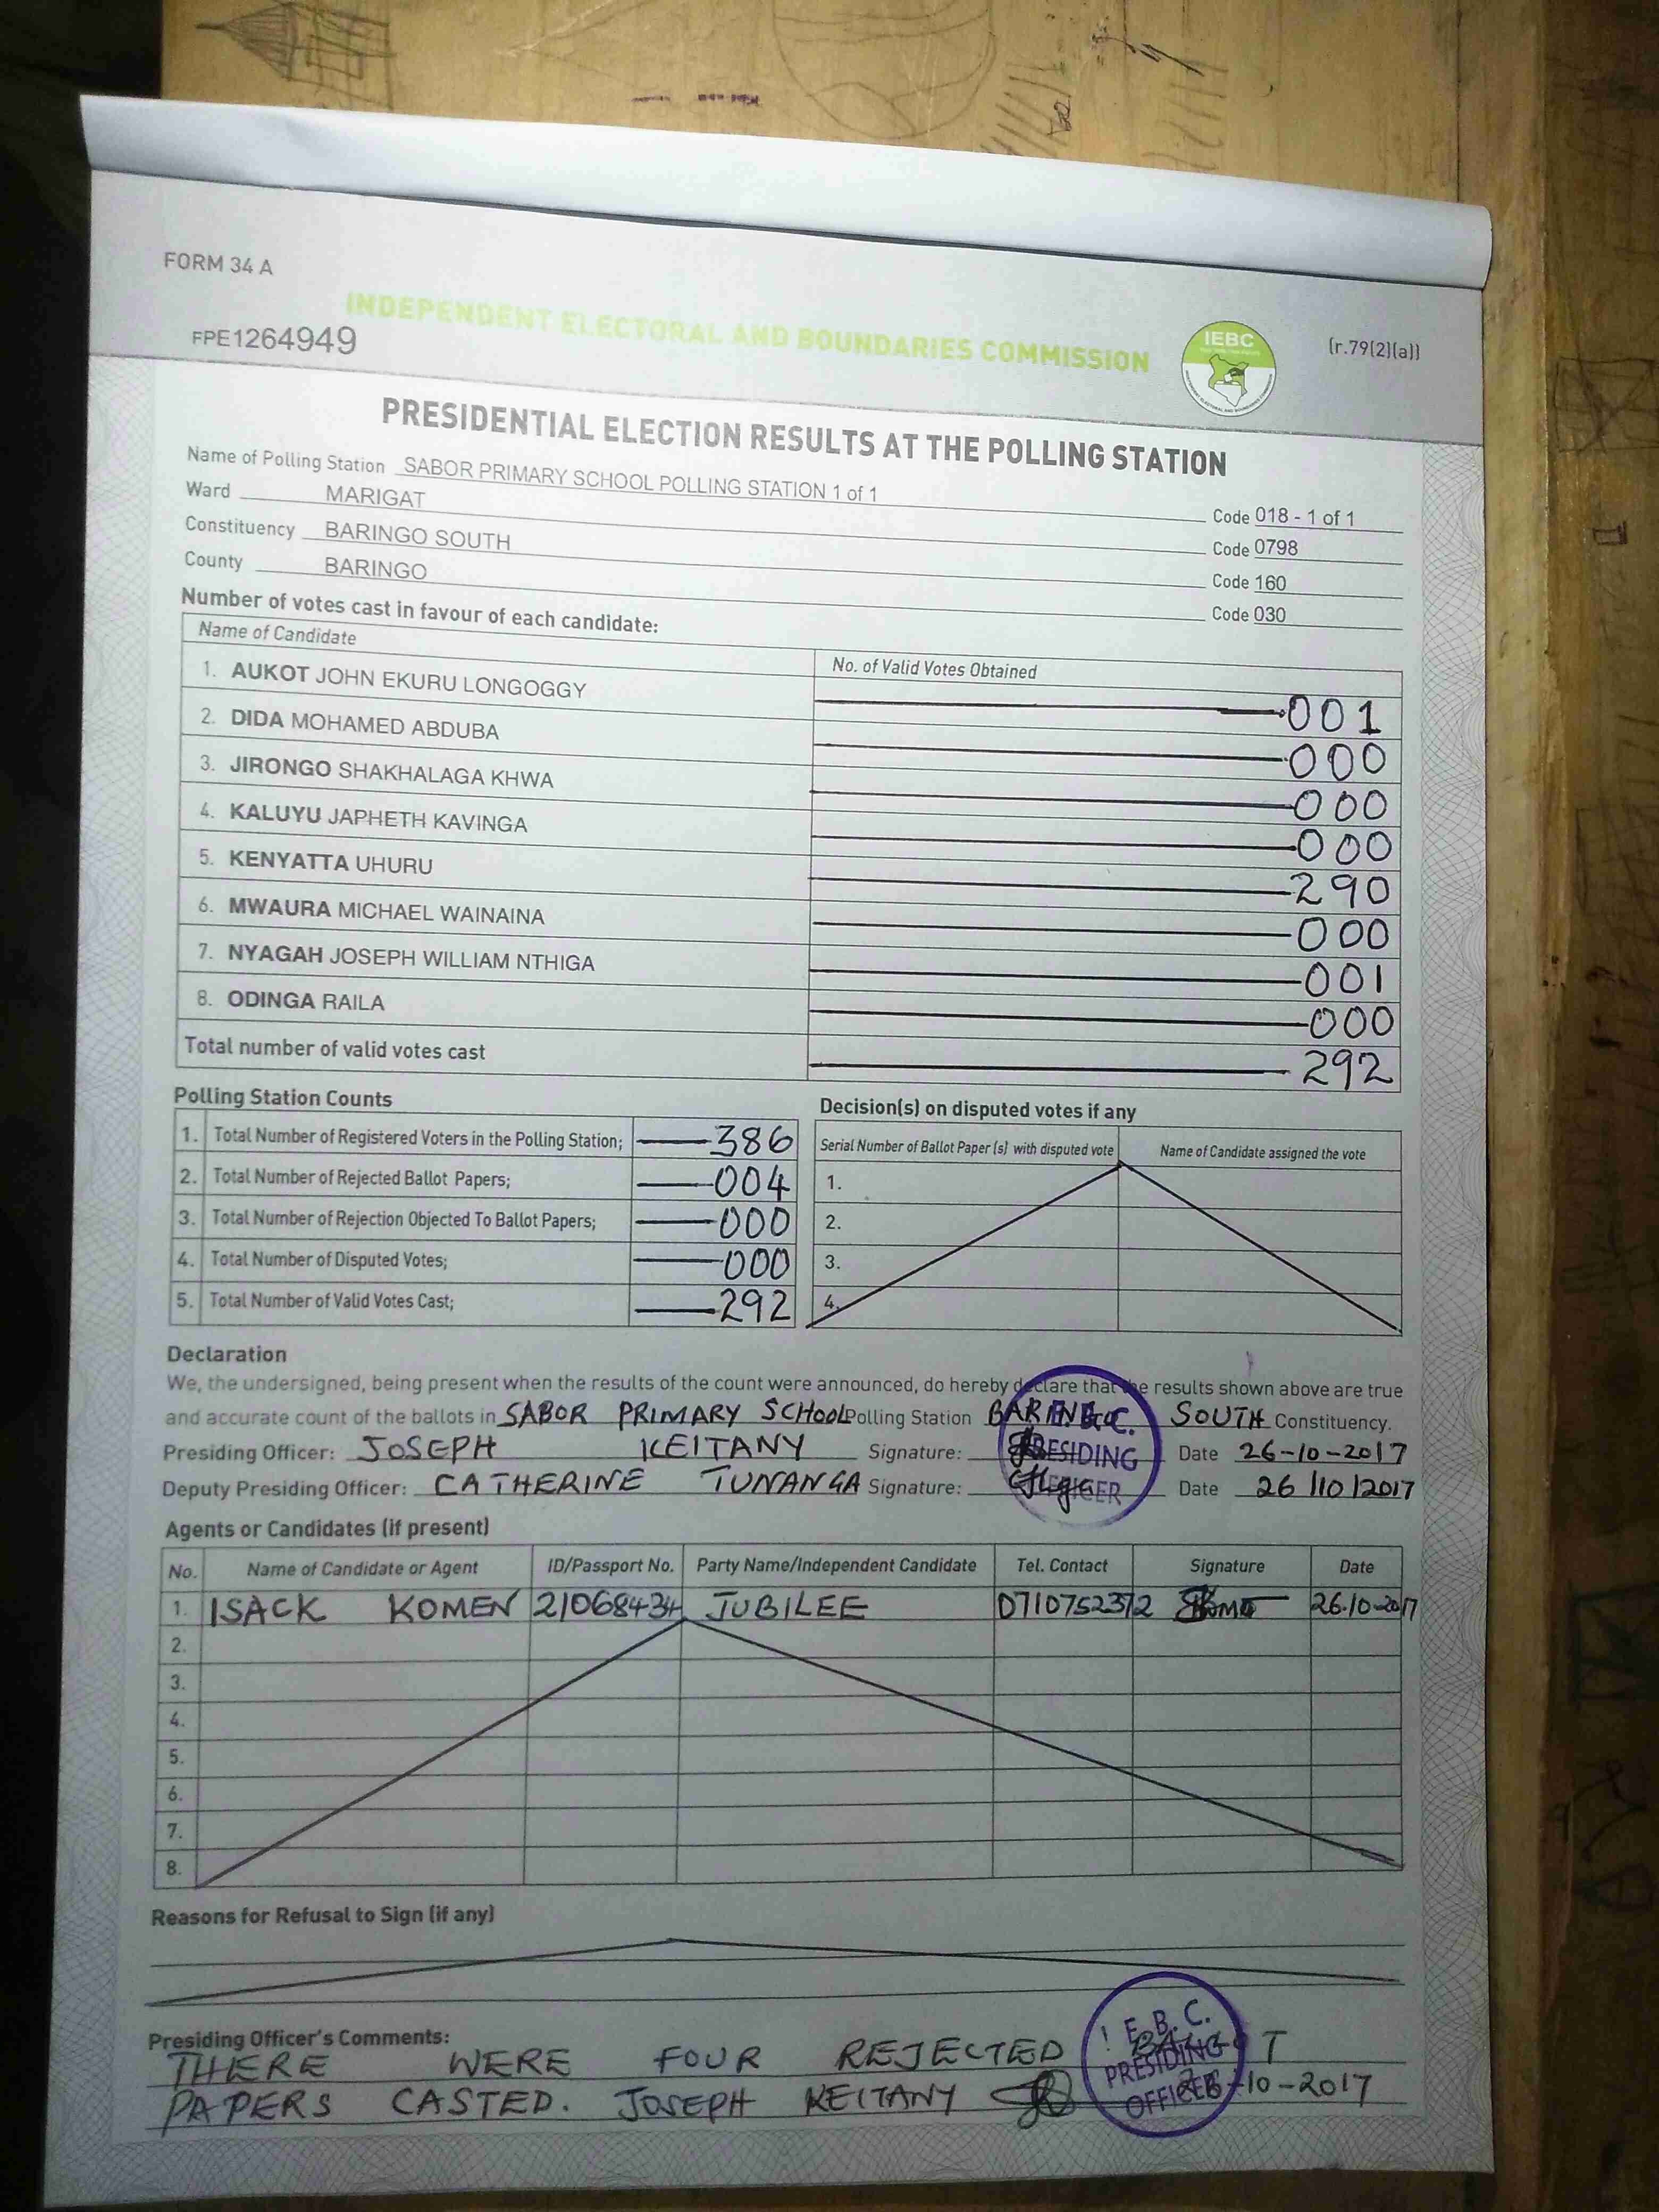 FORM 34 A
INDEPENDENT ELECTORAL AND BOUNDARIES COMMISSION
FPE1264949
IEBC
(r.79(2)(a))
PRESIDENTIAL ELECTION RESULTS AT THE POLLING STATION
Name of Polling Station SABOR PRIMARY SCHOOL POLLING STATION 1 of 1 Code 018 - 1 of 1
Ward MARIGAT Code 0798
Constituency BARINGO SOUTH Code 160
County BARINGO Code 030
Number of votes cast in favour of each candidate:
Name of Candidate No. of Valid Votes Obtained
1. AUKOT JOHN EKURU LONGOGGY 001
2. DIDA MOHAMED ABDUBA 000
3. JIRONGO SHAKHALAGA KHWA 000
4. KALUYU JAPHETH KAVINGA 000
5. KENYATTA UHURU 290
6. MWAURA MICHAEL WAINAINA 000
7. NYAGAH JOSEPH WILLIAM NTHIGA 001
8. ODINGA RAILA 000
Total number of valid votes cast 292
Polling Station Counts
1. Total Number of Registered Voters in the Polling Station; 386
2. Total Number of Rejected Ballot Papers; 004
3. Total Number of Rejection Objected To Ballot Papers; 000
4. Total Number of Disputed Votes; 000
5. Total Number of Valid Votes Cast; 292
Decision(s) on disputed votes if any
Serial Number of Ballot Paper (s) with disputed vote Name of Candidate assigned the vote
1.
2.
3.
4.
Declaration
We, the undersigned, being present when the results of the count were announced, do hereby declare that the results shown above are true
and accurate count of the ballots in SABOR PRIMARY SCHOOL Polling Station BARINGO SOUTH Constituency.
Presiding Officer: JOSEPH KEITANY Signature: Date 26-10-2017
Deputy Presiding Officer: CATHERINE TUNANGA Signature: Date 26/10/2017
PRESIDING
OFFICER
Agents or Candidates (if present)
No. Name of Candidate or Agent ID/Passport No. Party Name/Independent Candidate Tel. Contact Signature Date
1. ISACK KOMEN 21068434 JUBILEE 0710752372 26.10.2017
2.
3.
4.
5.
6.
7.
8.
Reasons for Refusal to Sign (if any)
Presiding Officer's Comments:
THERE WERE FOUR REJECTED BALLOT
PAPERS CASTED. JOSEPH KEITANY 26-10-2017
I.E.B.C.
PRESIDING
OFFICER